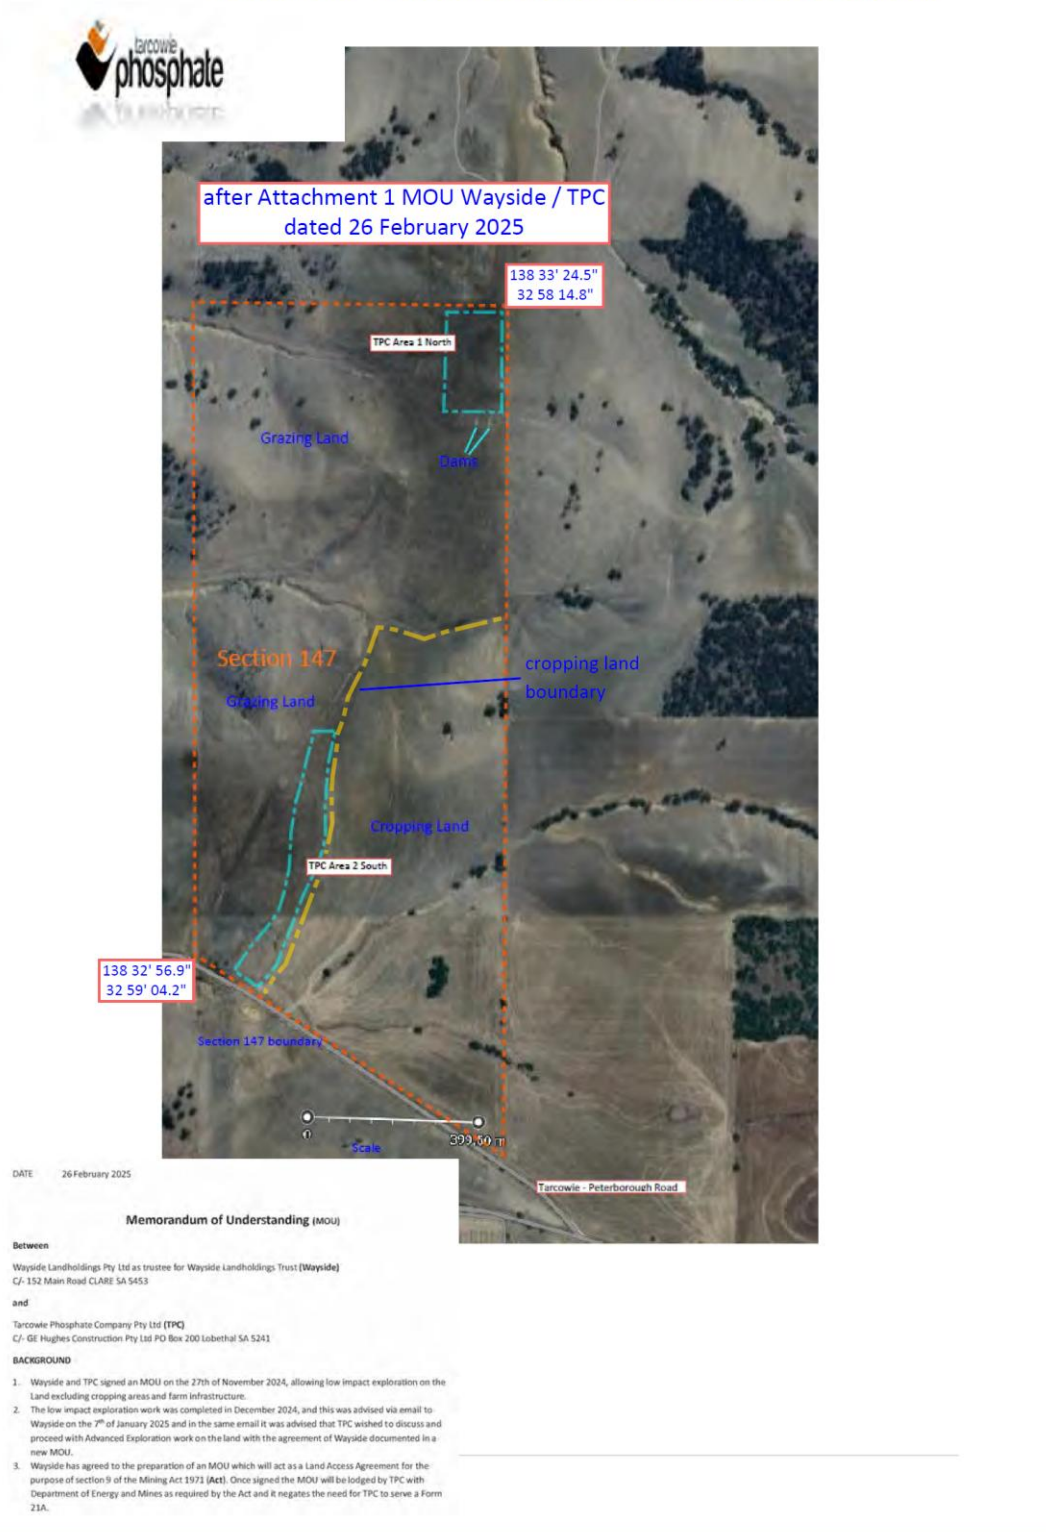 tarcowie
phosphate
after Attachment 1 MOU Wayside / TPC
dated 26 February 2025
138 33' 24.5"
32 58 14.8"
TPC Area 1 North
Grazing Land
Dams
Section 147
Grazing Land
cropping land
boundary
Cropping Land
TPC Area 2 South
138 32' 56.9"
32 59' 04.2"
Section 147 boundary
0
399.50 m
Scale
Tarcowie - Peterborough Road
DATE 26 February 2025
Memorandum of Understanding (MOU)
Between
Wayside Landholdings Pty Ltd as trustee for Wayside Landholdings Trust (Wayside)
C/- 152 Main Road CLARE SA 5453
and
Tarcowie Phosphate Company Pty Ltd (TPC)
C/- GE Hughes Construction Pty Ltd PO Box 200 Lobethal SA 5241
BACKGROUND
1. Wayside and TPC signed an MOU on the 27th of November 2024, allowing low impact exploration on the
Land excluding cropping areas and farm infrastructure.
2. The low impact exploration work was completed in December 2024, and this was advised via email to
Wayside on the 7th of January 2025 and in the same email it was advised that TPC wished to discuss and
proceed with Advanced Exploration work on the land with the agreement of Wayside documented in a
new MOU.
3. Wayside has agreed to the preparation of an MOU which will act as a Land Access Agreement for the
purpose of section 9 of the Mining Act 1971 (Act). Once signed the MOU will be lodged by TPC with
Department of Energy and Mines as required by the Act and it negates the need for TPC to serve a Form
21A.